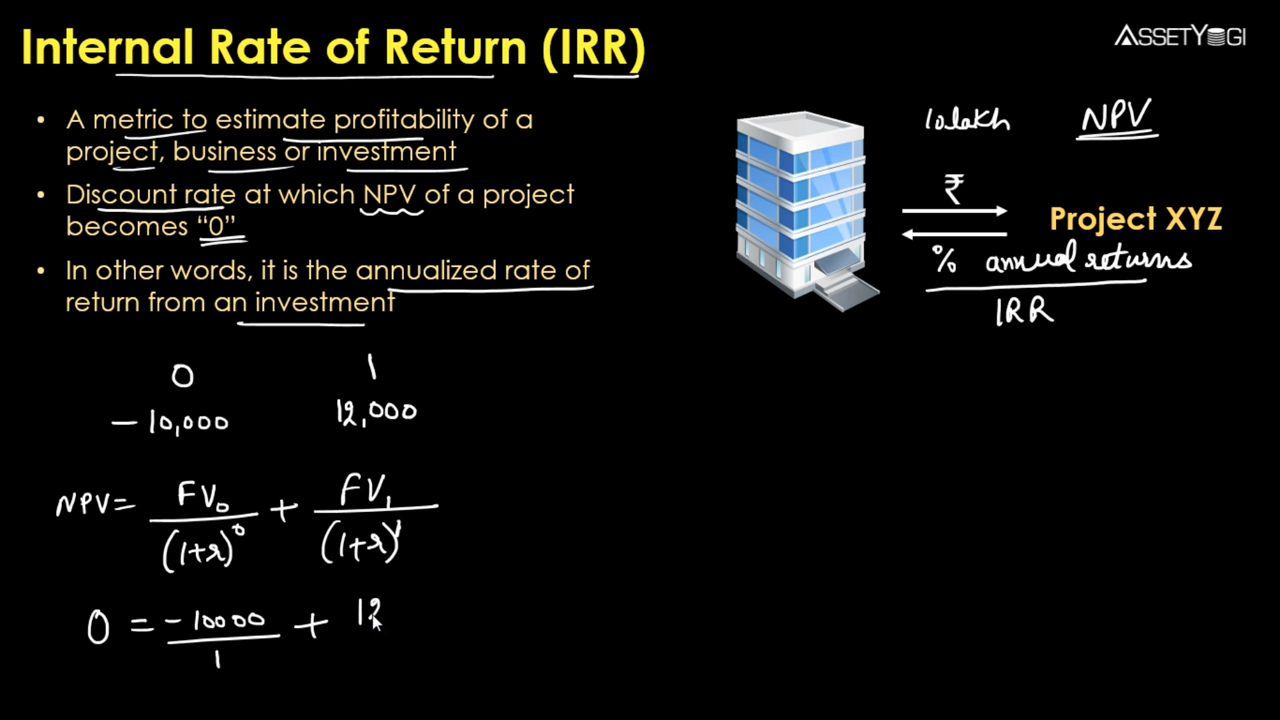 Internal Rate of Return (IRR)
ASSETYOGI
• A metric to estimate profitability of a
project, business or investment
• Discount rate at which NPV of a project
becomes “0”
• In other words, it is the annualized rate of
return from an investment
10 lakh NPV
₹
Project XYZ
% annual returns
IRR
0 1
- 10,000 12,000
NPV = FV₀ / (1+r)⁰ + FV₁ / (1+r)¹
0 = -10000 / 1 + 12